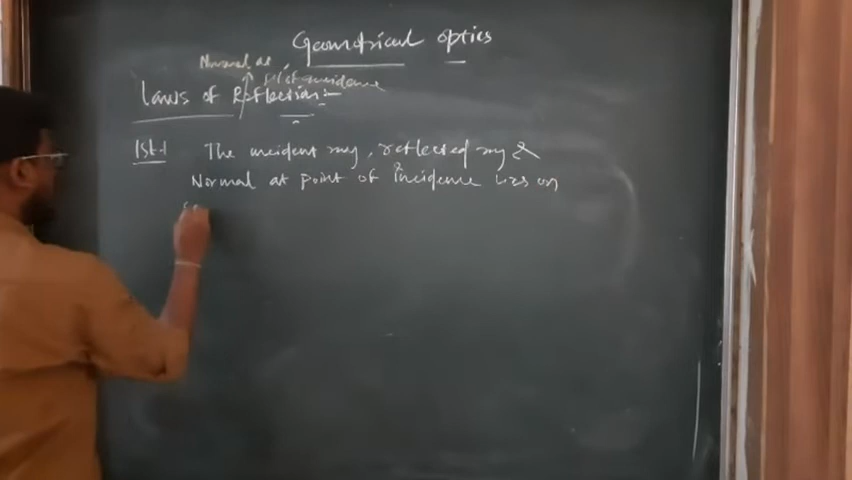 Geometrical optics
Normal at
pt of incidence
Laws of Reflection:-
1st:- The incident ray, reflected ray &
Normal at point of incidence lies on